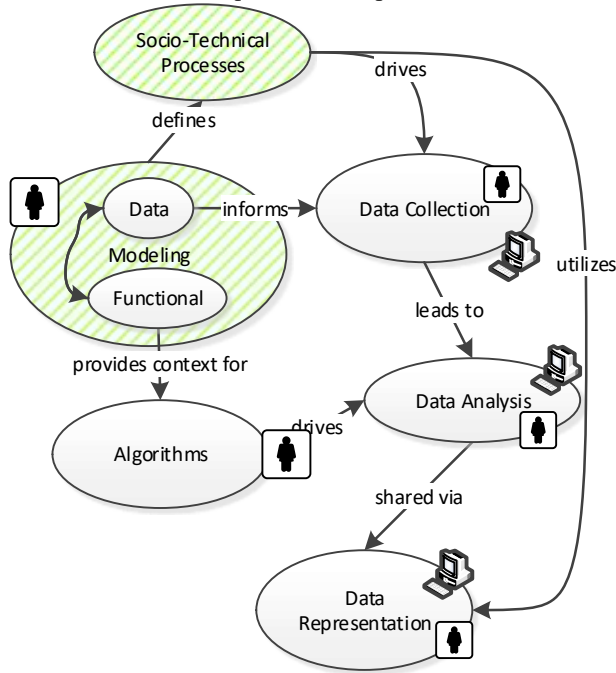 Socio-Technical
Processes
drives
defines
Data
informs
Data Collection
Modeling
utilizes
Functional
leads to
provides context for
Data Analysis
drives
Algorithms
shared via
Data
Representation